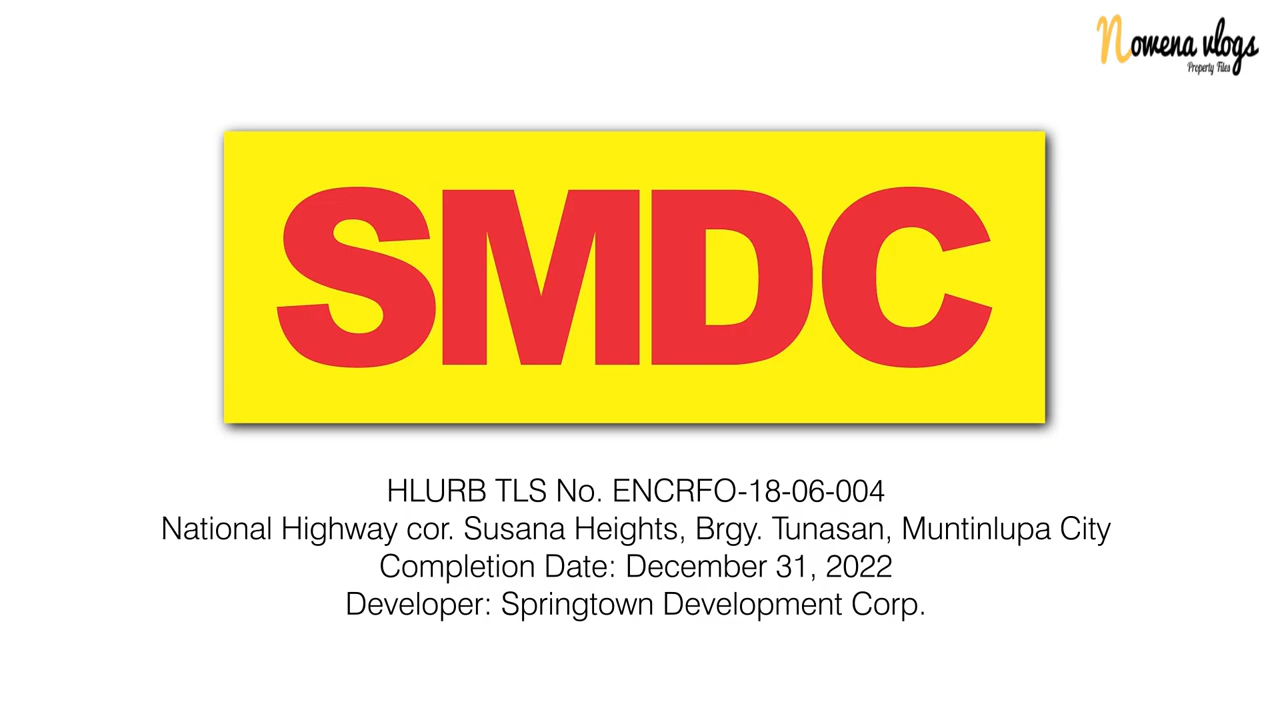 Nowena vlogs
Property Files
SMDC
HLURB TLS No. ENCRFO-18-06-004
National Highway cor. Susana Heights, Brgy. Tunasan, Muntinlupa City
Completion Date: December 31, 2022
Developer: Springtown Development Corp.